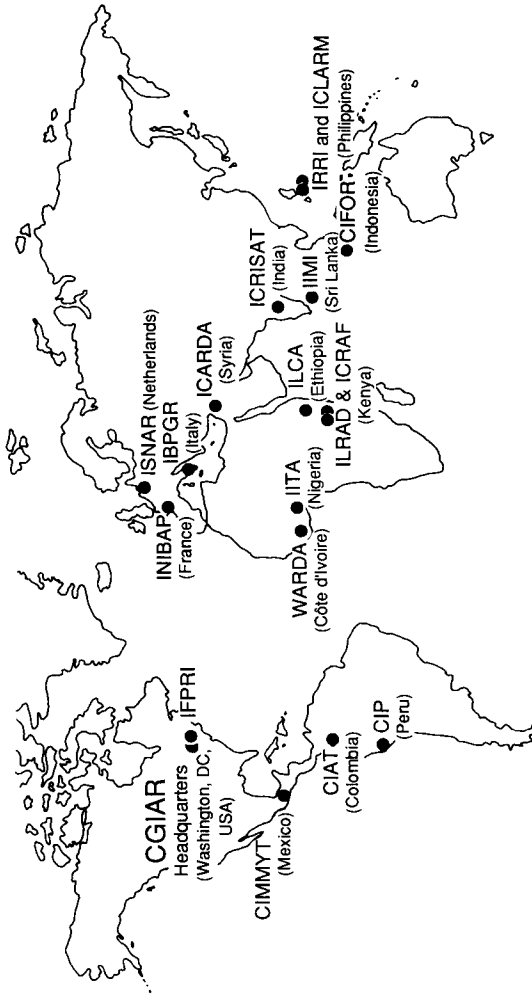 CGIAR
Headquarters
(Washington, DC,
USA)
IFPRI
CIMMYT
(Mexico)
CIAT
(Colombia)
CIP
(Peru)
INIBAP
(France)
ISNAR (Netherlands)
IBPGR
(Italy)
ICARDA
(Syria)
WARDA
(Côte d'Ivoire)
IITA
(Nigeria)
ILCA
(Ethiopia)
ILRAD & ICRAF
(Kenya)
ICRISAT
(India)
IIMI
(Sri Lanka)
IRRI and ICLARM
(Philippines)
CIFOR
(Indonesia)